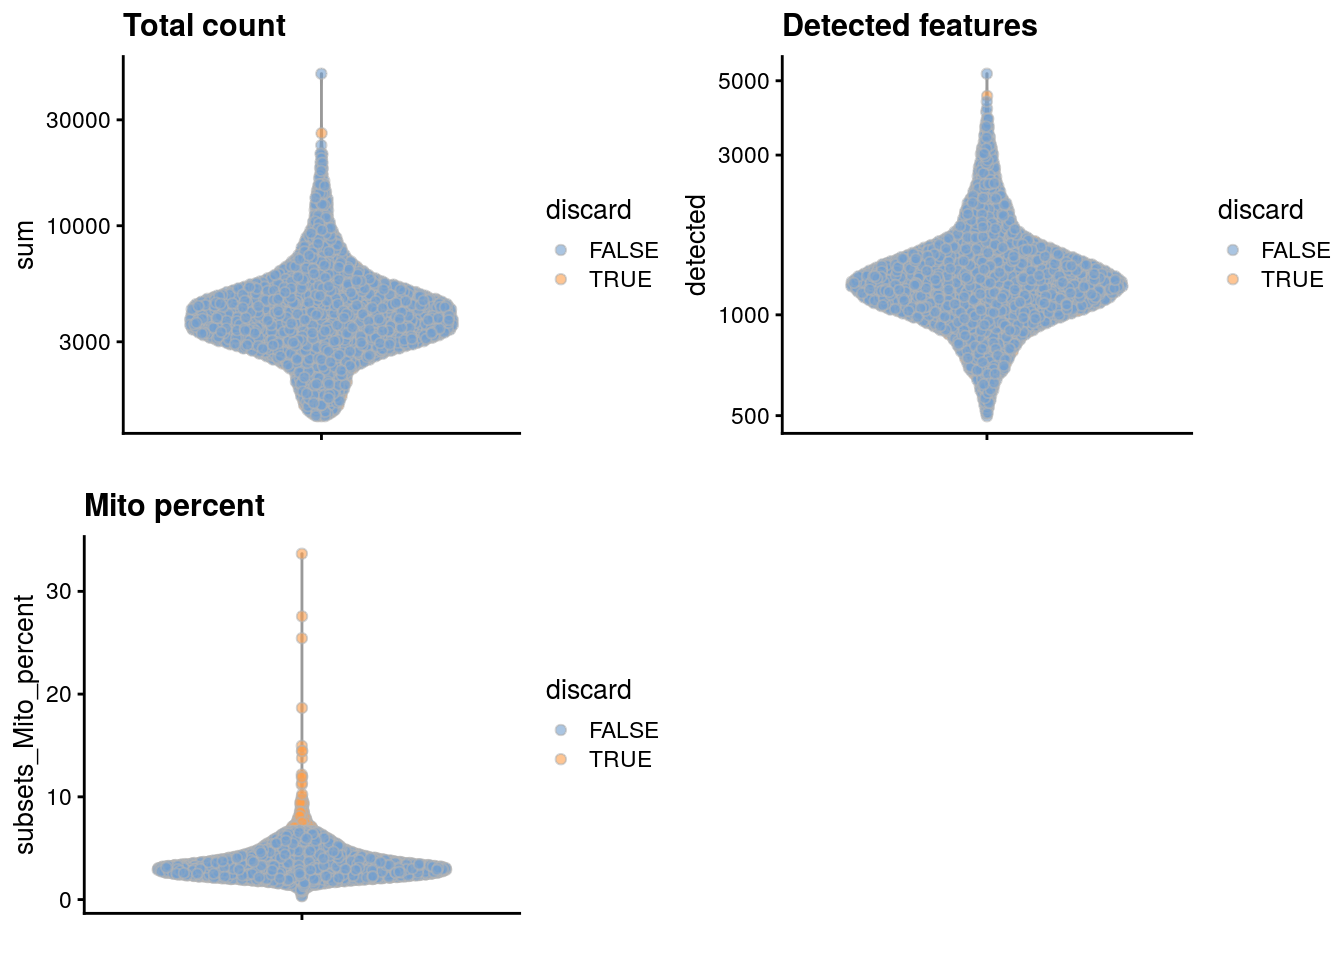 Total count
sum
30000
10000
3000
discard
FALSE
TRUE
Detected features
detected
5000
3000
1000
500
discard
FALSE
TRUE
Mito percent
subsets_Mito_percent
30
20
10
0
discard
FALSE
TRUE